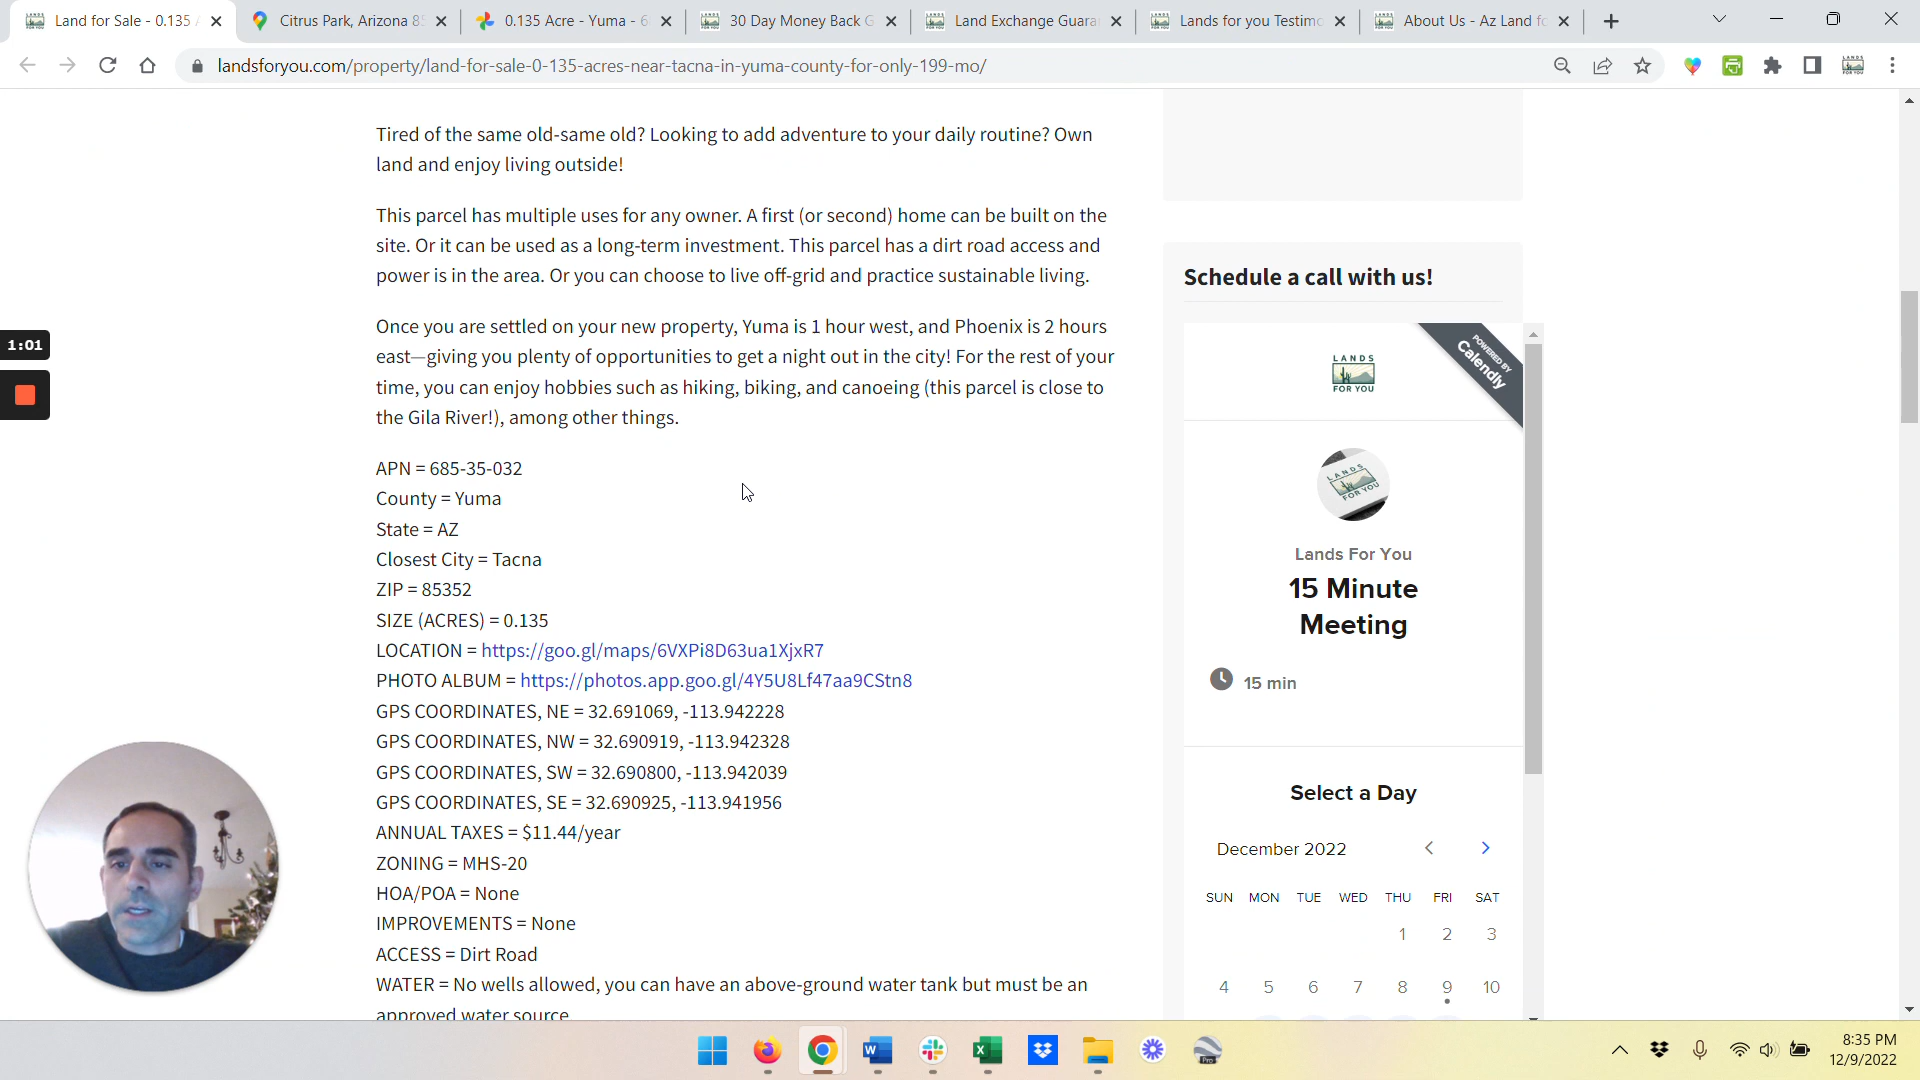 Land for Sale - 0.135 A
Citrus Park, Arizona 85
0.135 Acre - Yuma - 6
30 Day Money Back G
Land Exchange Guara
Lands for you Testimo
About Us - Az Land fo
landsforyou.com/property/land-for-sale-0-135-acres-near-tacna-in-yuma-county-for-only-199-mo/
Tired of the same old-same old? Looking to add adventure to your daily routine? Own
land and enjoy living outside!
This parcel has multiple uses for any owner. A first (or second) home can be built on the
site. Or it can be used as a long-term investment. This parcel has a dirt road access and
power is in the area. Or you can choose to live off-grid and practice sustainable living.
Once you are settled on your new property, Yuma is 1 hour west, and Phoenix is 2 hours
east—giving you plenty of opportunities to get a night out in the city! For the rest of your
time, you can enjoy hobbies such as hiking, biking, and canoeing (this parcel is close to
the Gila River!), among other things.
APN = 685-35-032
County = Yuma
State = AZ
Closest City = Tacna
ZIP = 85352
SIZE (ACRES) = 0.135
LOCATION = https://goo.gl/maps/6VXPi8D63ua1XjxR7
PHOTO ALBUM = https://photos.app.goo.gl/4Y5U8Lf47aa9CStn8
GPS COORDINATES, NE = 32.691069, -113.942228
GPS COORDINATES, NW = 32.690919, -113.942328
GPS COORDINATES, SW = 32.690800, -113.942039
GPS COORDINATES, SE = 32.690925, -113.941956
ANNUAL TAXES = $11.44/year
ZONING = MHS-20
HOA/POA = None
IMPROVEMENTS = None
ACCESS = Dirt Road
WATER = No wells allowed, you can have an above-ground water tank but must be an
approved water source
1:01
Schedule a call with us!
LANDS
FOR YOU
POWERED BY
Calendly
LANDS
FOR YOU
Lands For You
15 Minute
Meeting
15 min
Select a Day
December 2022
SUN MON TUE WED THU FRI SAT
1 2 3
4 5 6 7 8 9 10
8:35 PM
12/9/2022